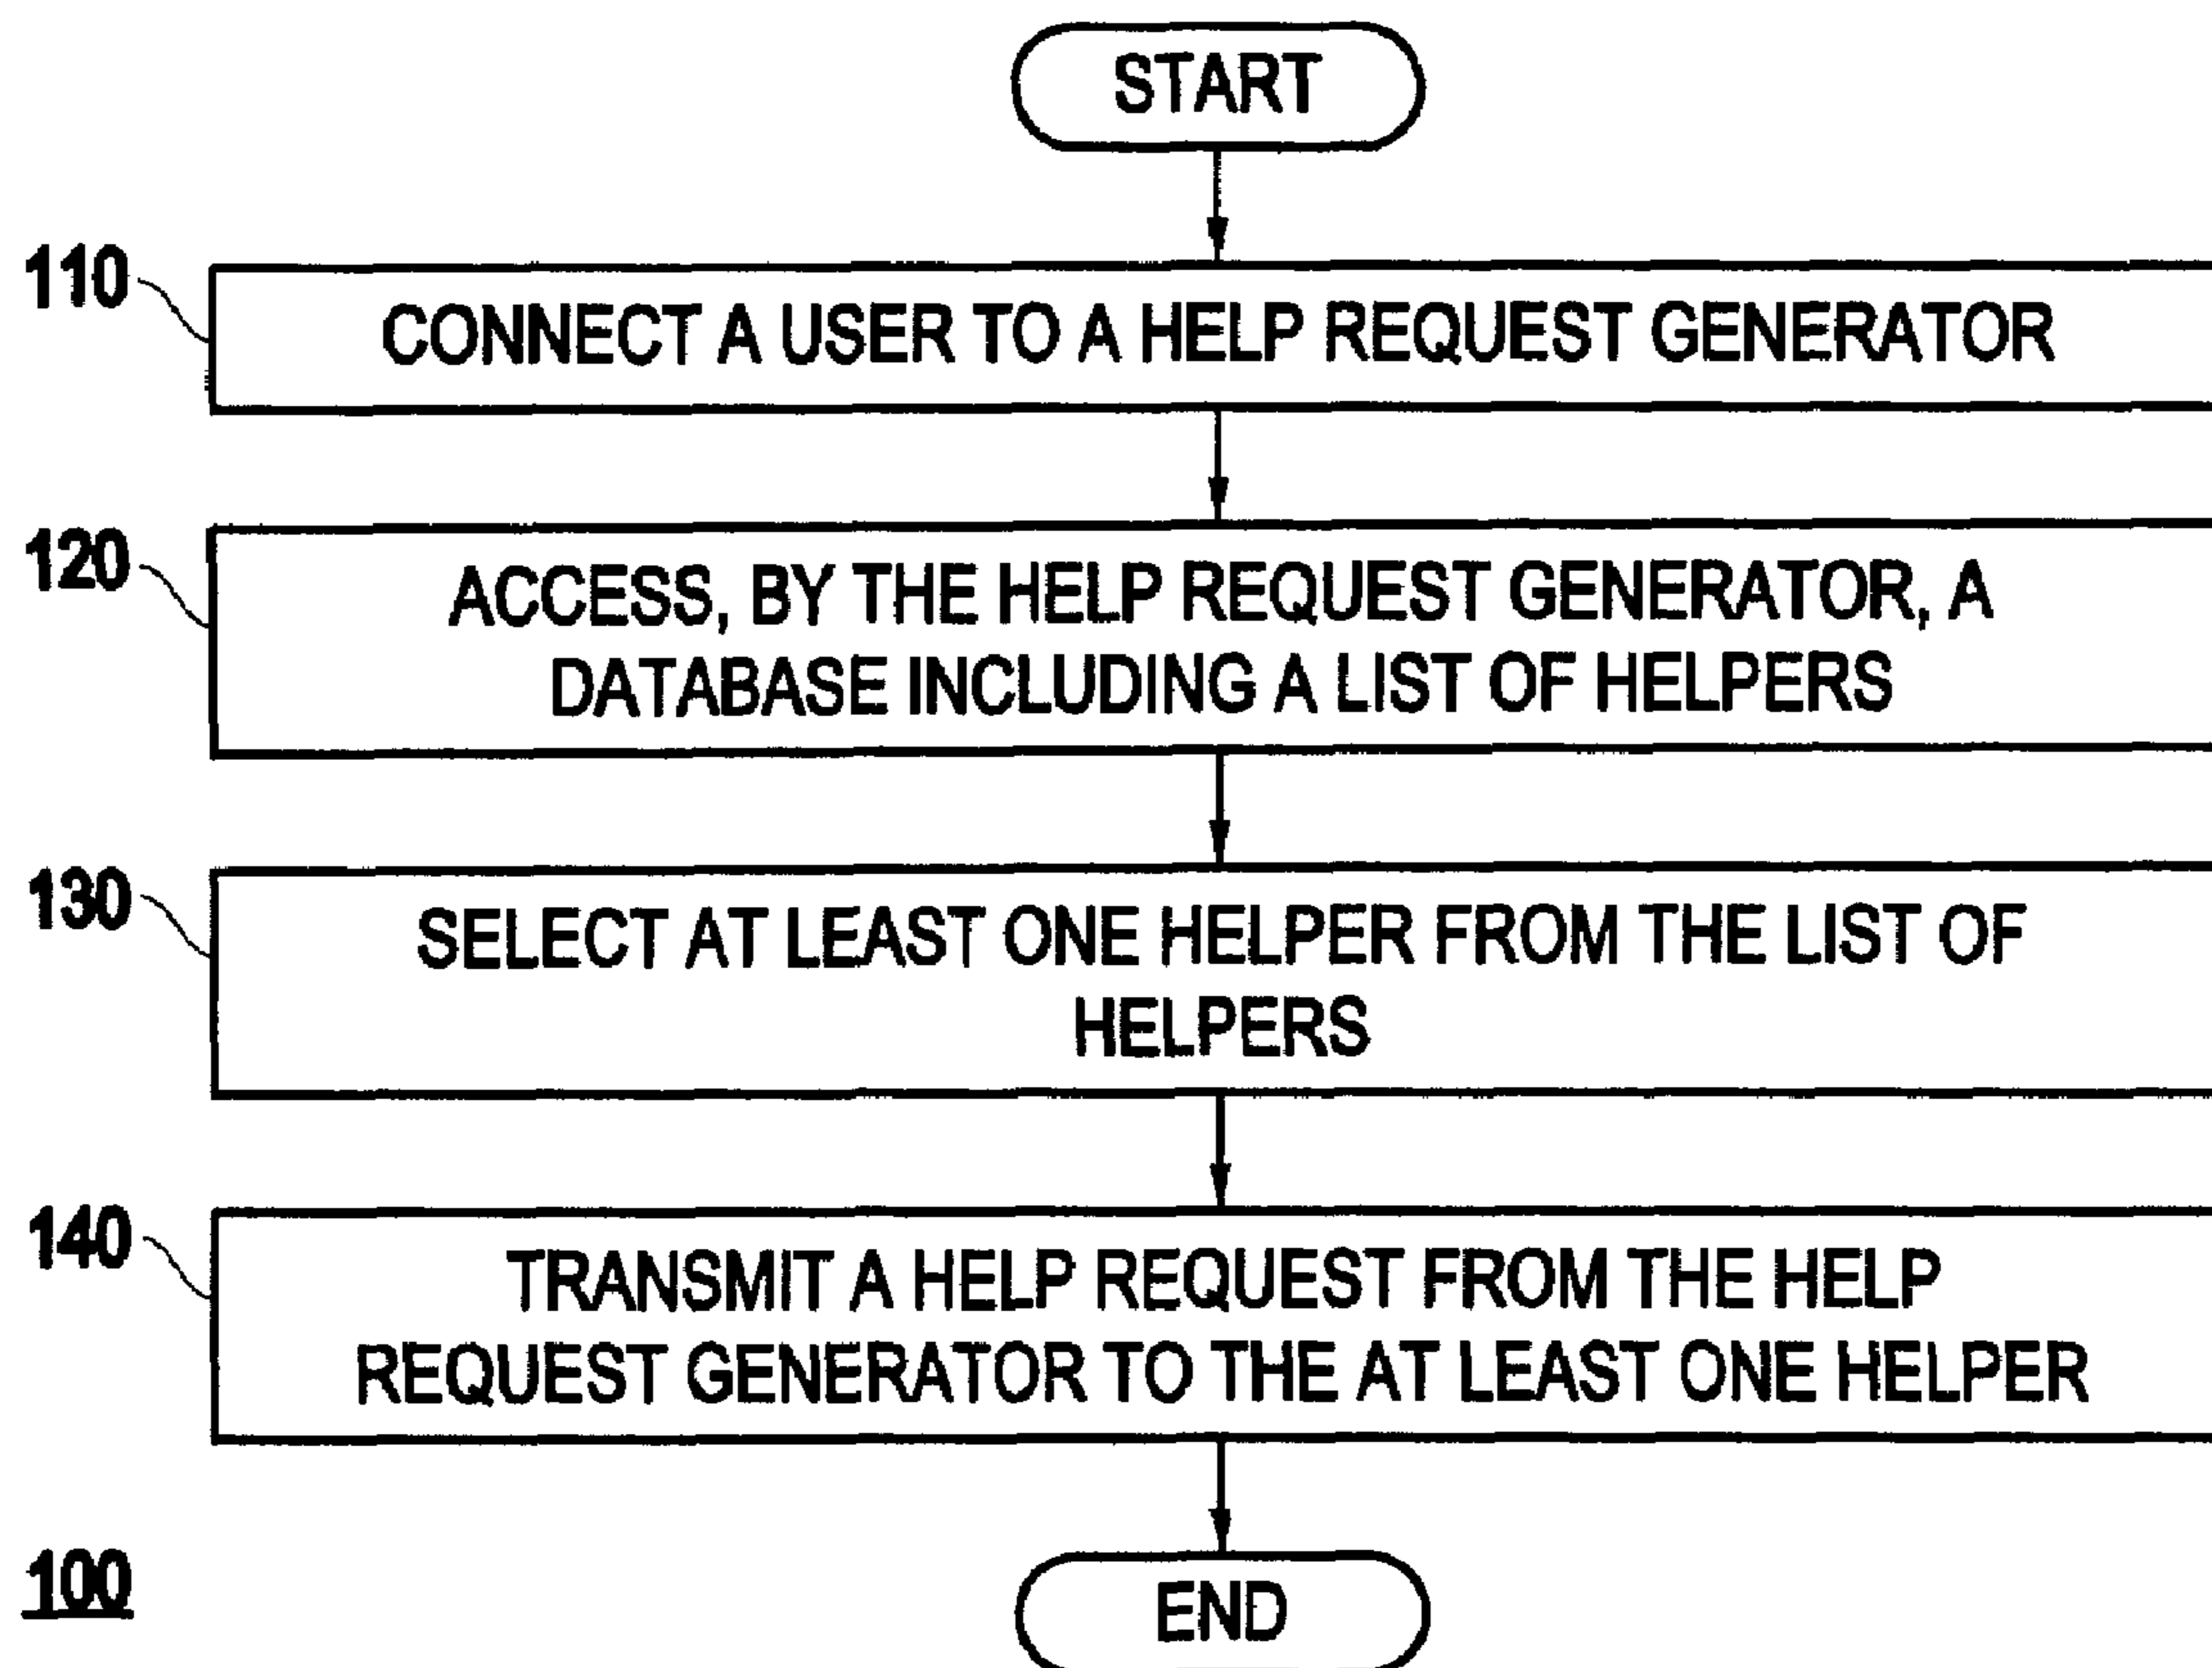 START
110
CONNECT A USER TO A HELP REQUEST GENERATOR
120
ACCESS, BY THE HELP REQUEST GENERATOR, A
DATABASE INCLUDING A LIST OF HELPERS
130
SELECT AT LEAST ONE HELPER FROM THE LIST OF
HELPERS
140
TRANSMIT A HELP REQUEST FROM THE HELP
REQUEST GENERATOR TO THE AT LEAST ONE HELPER
100
END